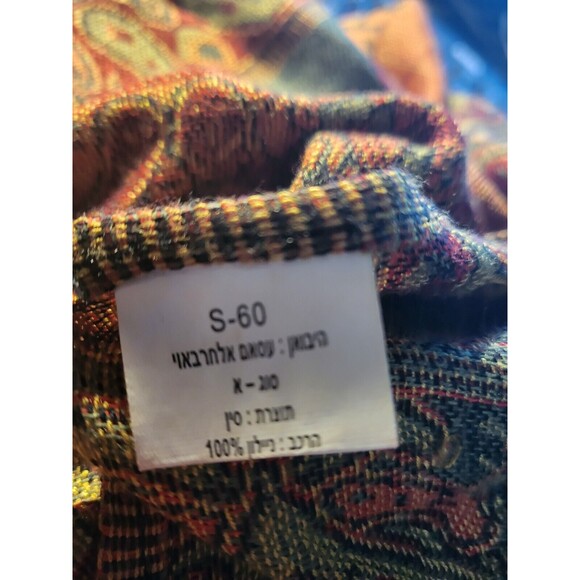 S-60
היבואן : עסאם אלחרבאוי
סוג – א
תוצרת : סין
הרכב : ניילון 100%